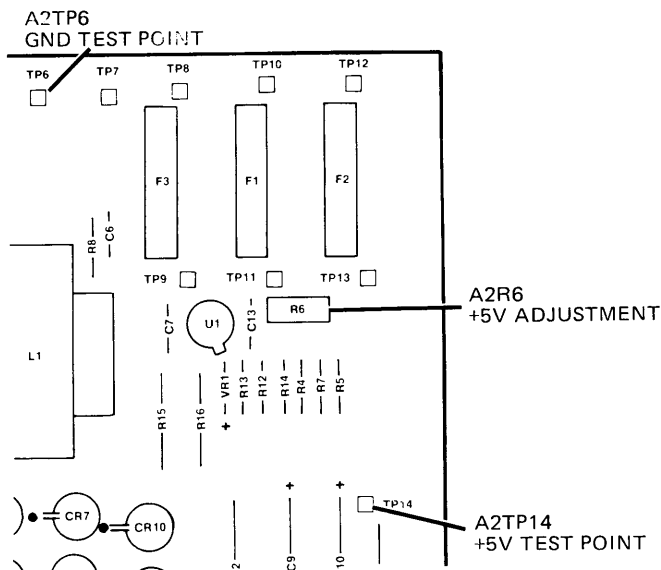 A2TP6
GND TEST POINT
TP6
TP7
TP8
TP10
TP12
F3
F1
F2
R8
C6
TP9
TP11
TP13
A2R6
+5V ADJUSTMENT
L1
C7
U1
C13
R6
R15
R16
+
VR1
R13
R12
R14
R4
R7
R5
+
+
TP14
A2TP14
+5V TEST POINT
CR7
CR10
2
C9
10